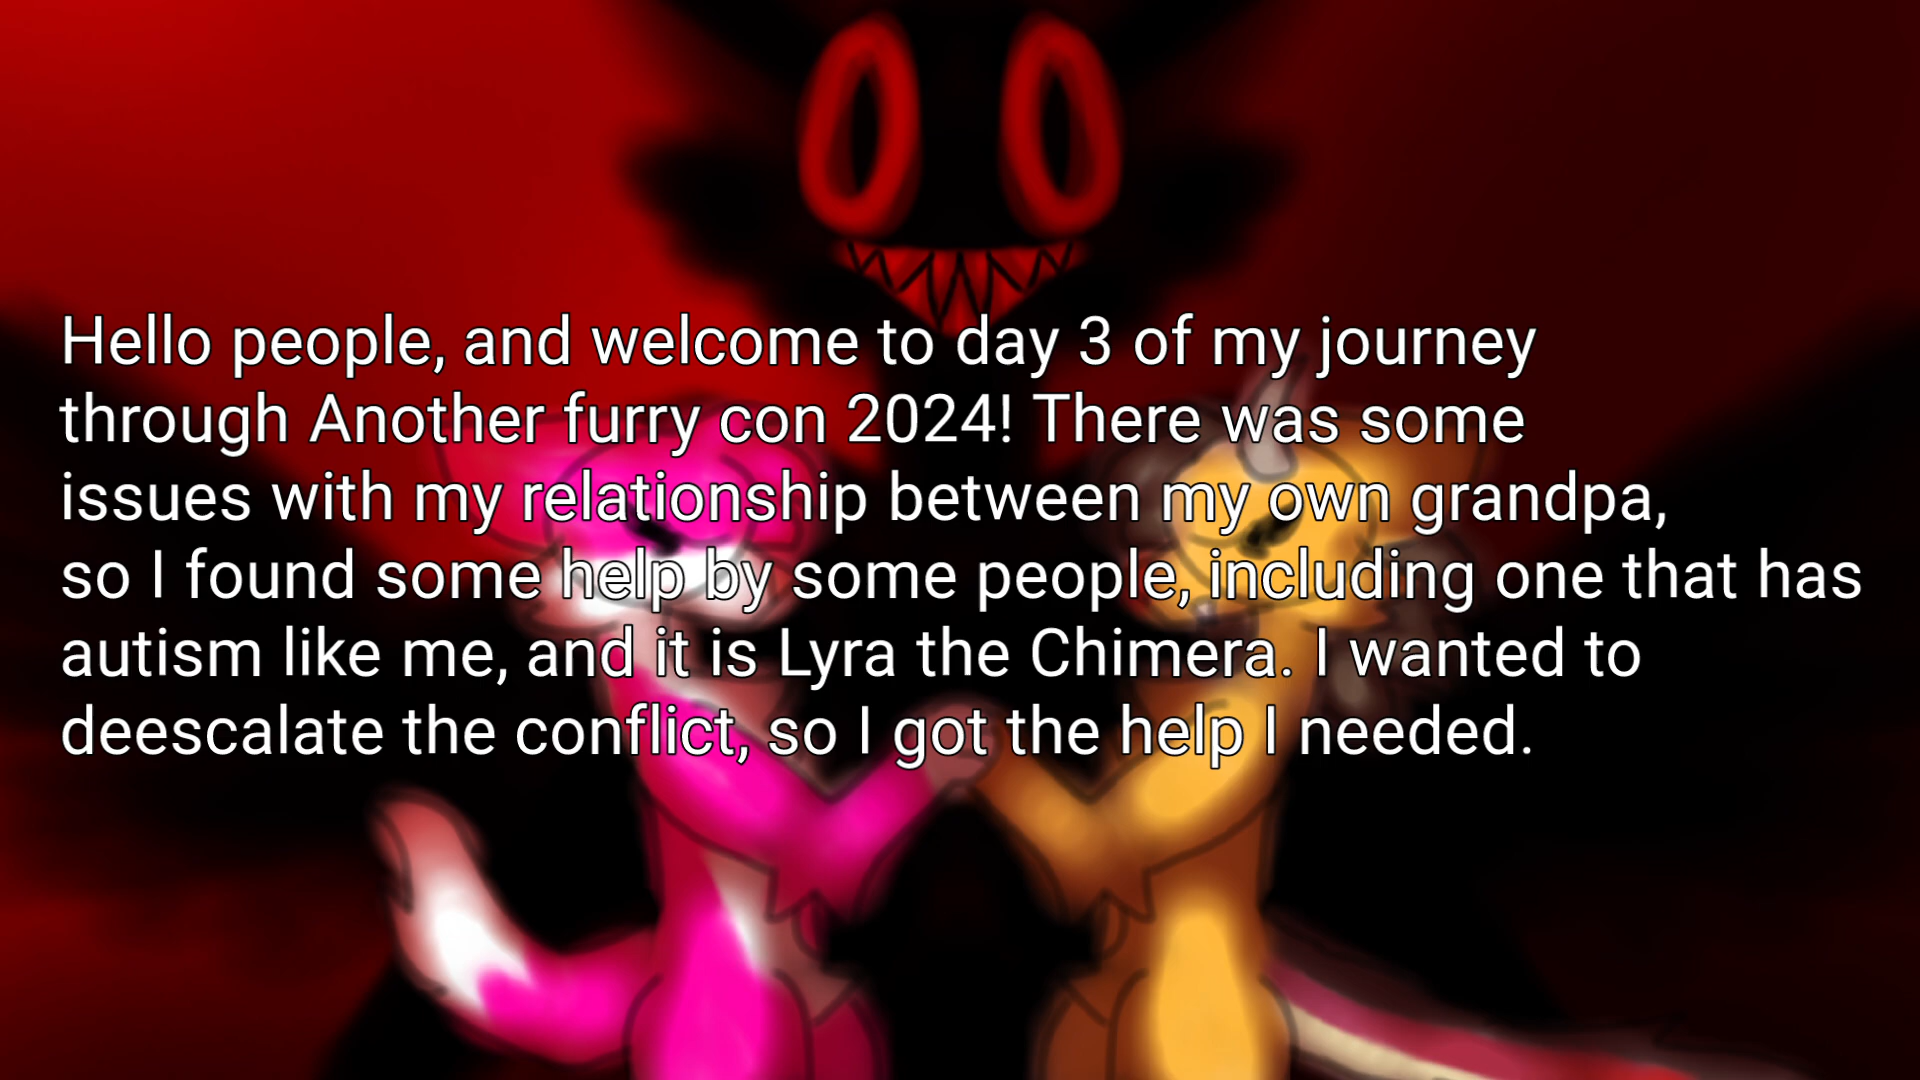 Hello people, and welcome to day 3 of my journey
through Another furry con 2024! There was some
issues with my relationship between my own grandpa,
so I found some help by some people, including one that has
autism like me, and it is Lyra the Chimera. I wanted to
deescalate the conflict, so I got the help I needed.